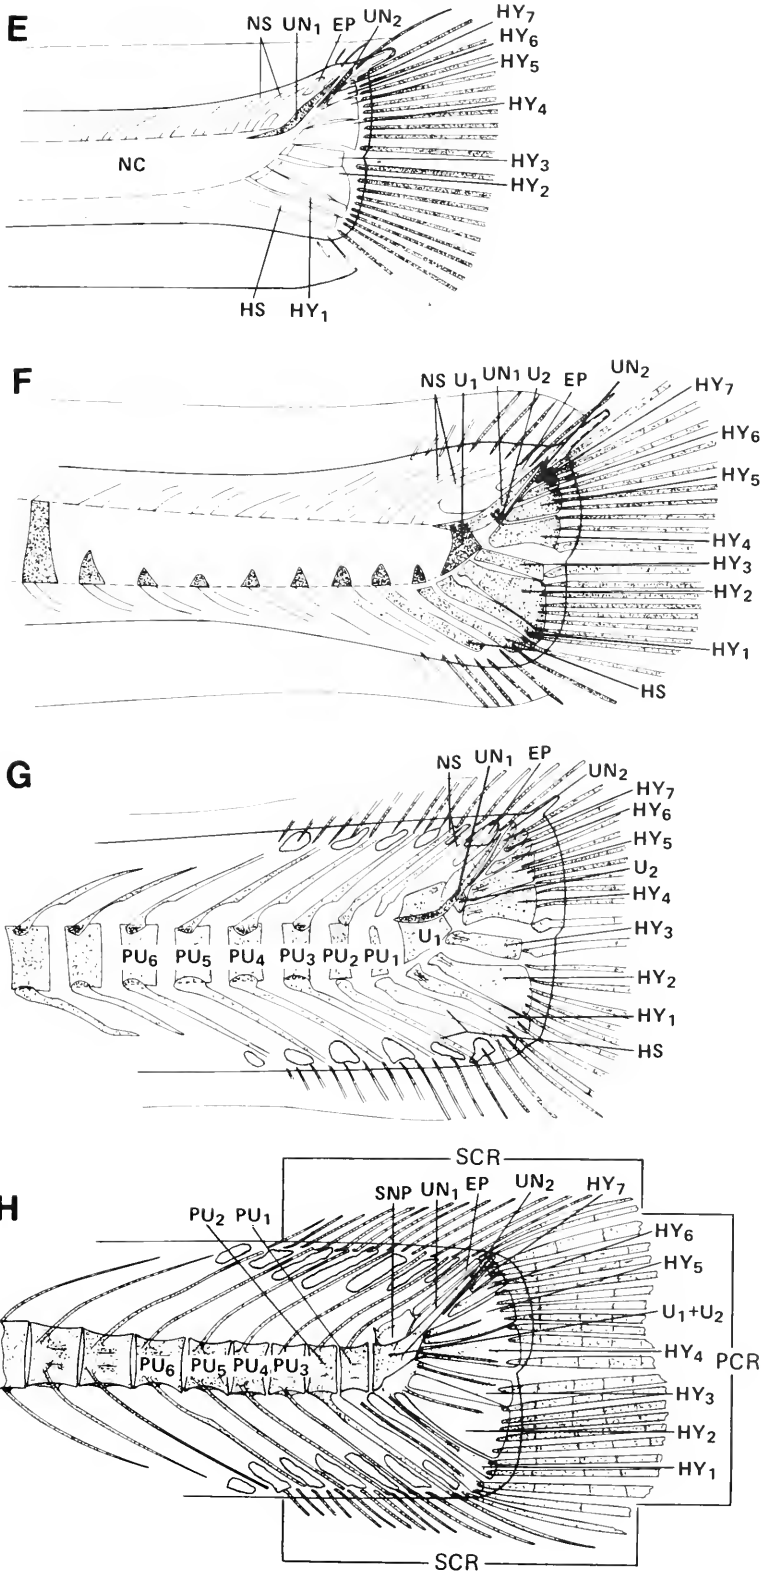 E
NS UN1 EP UN2
HY7
HY6
HY5
HY4
NC
HY3
HY2
HS HY1
F
NS U1 UN1 U2 EP UN2
HY7
HY6
HY5
HY4
HY3
HY2
HY1
HS
G
NS UN1 EP
UN2
HY7
HY6
HY5
U2
HY4
HY3
U1
PU6 PU5 PU4 PU3 PU2 PU1
HY2
HY1
HS
H
SCR
PU2 PU1 SNP UN1 EP UN2 HY7
HY6
HY5
U1+U2
HY4 PCR
PU6 PU5 PU4 PU3
HY3
HY2
HY1
SCR